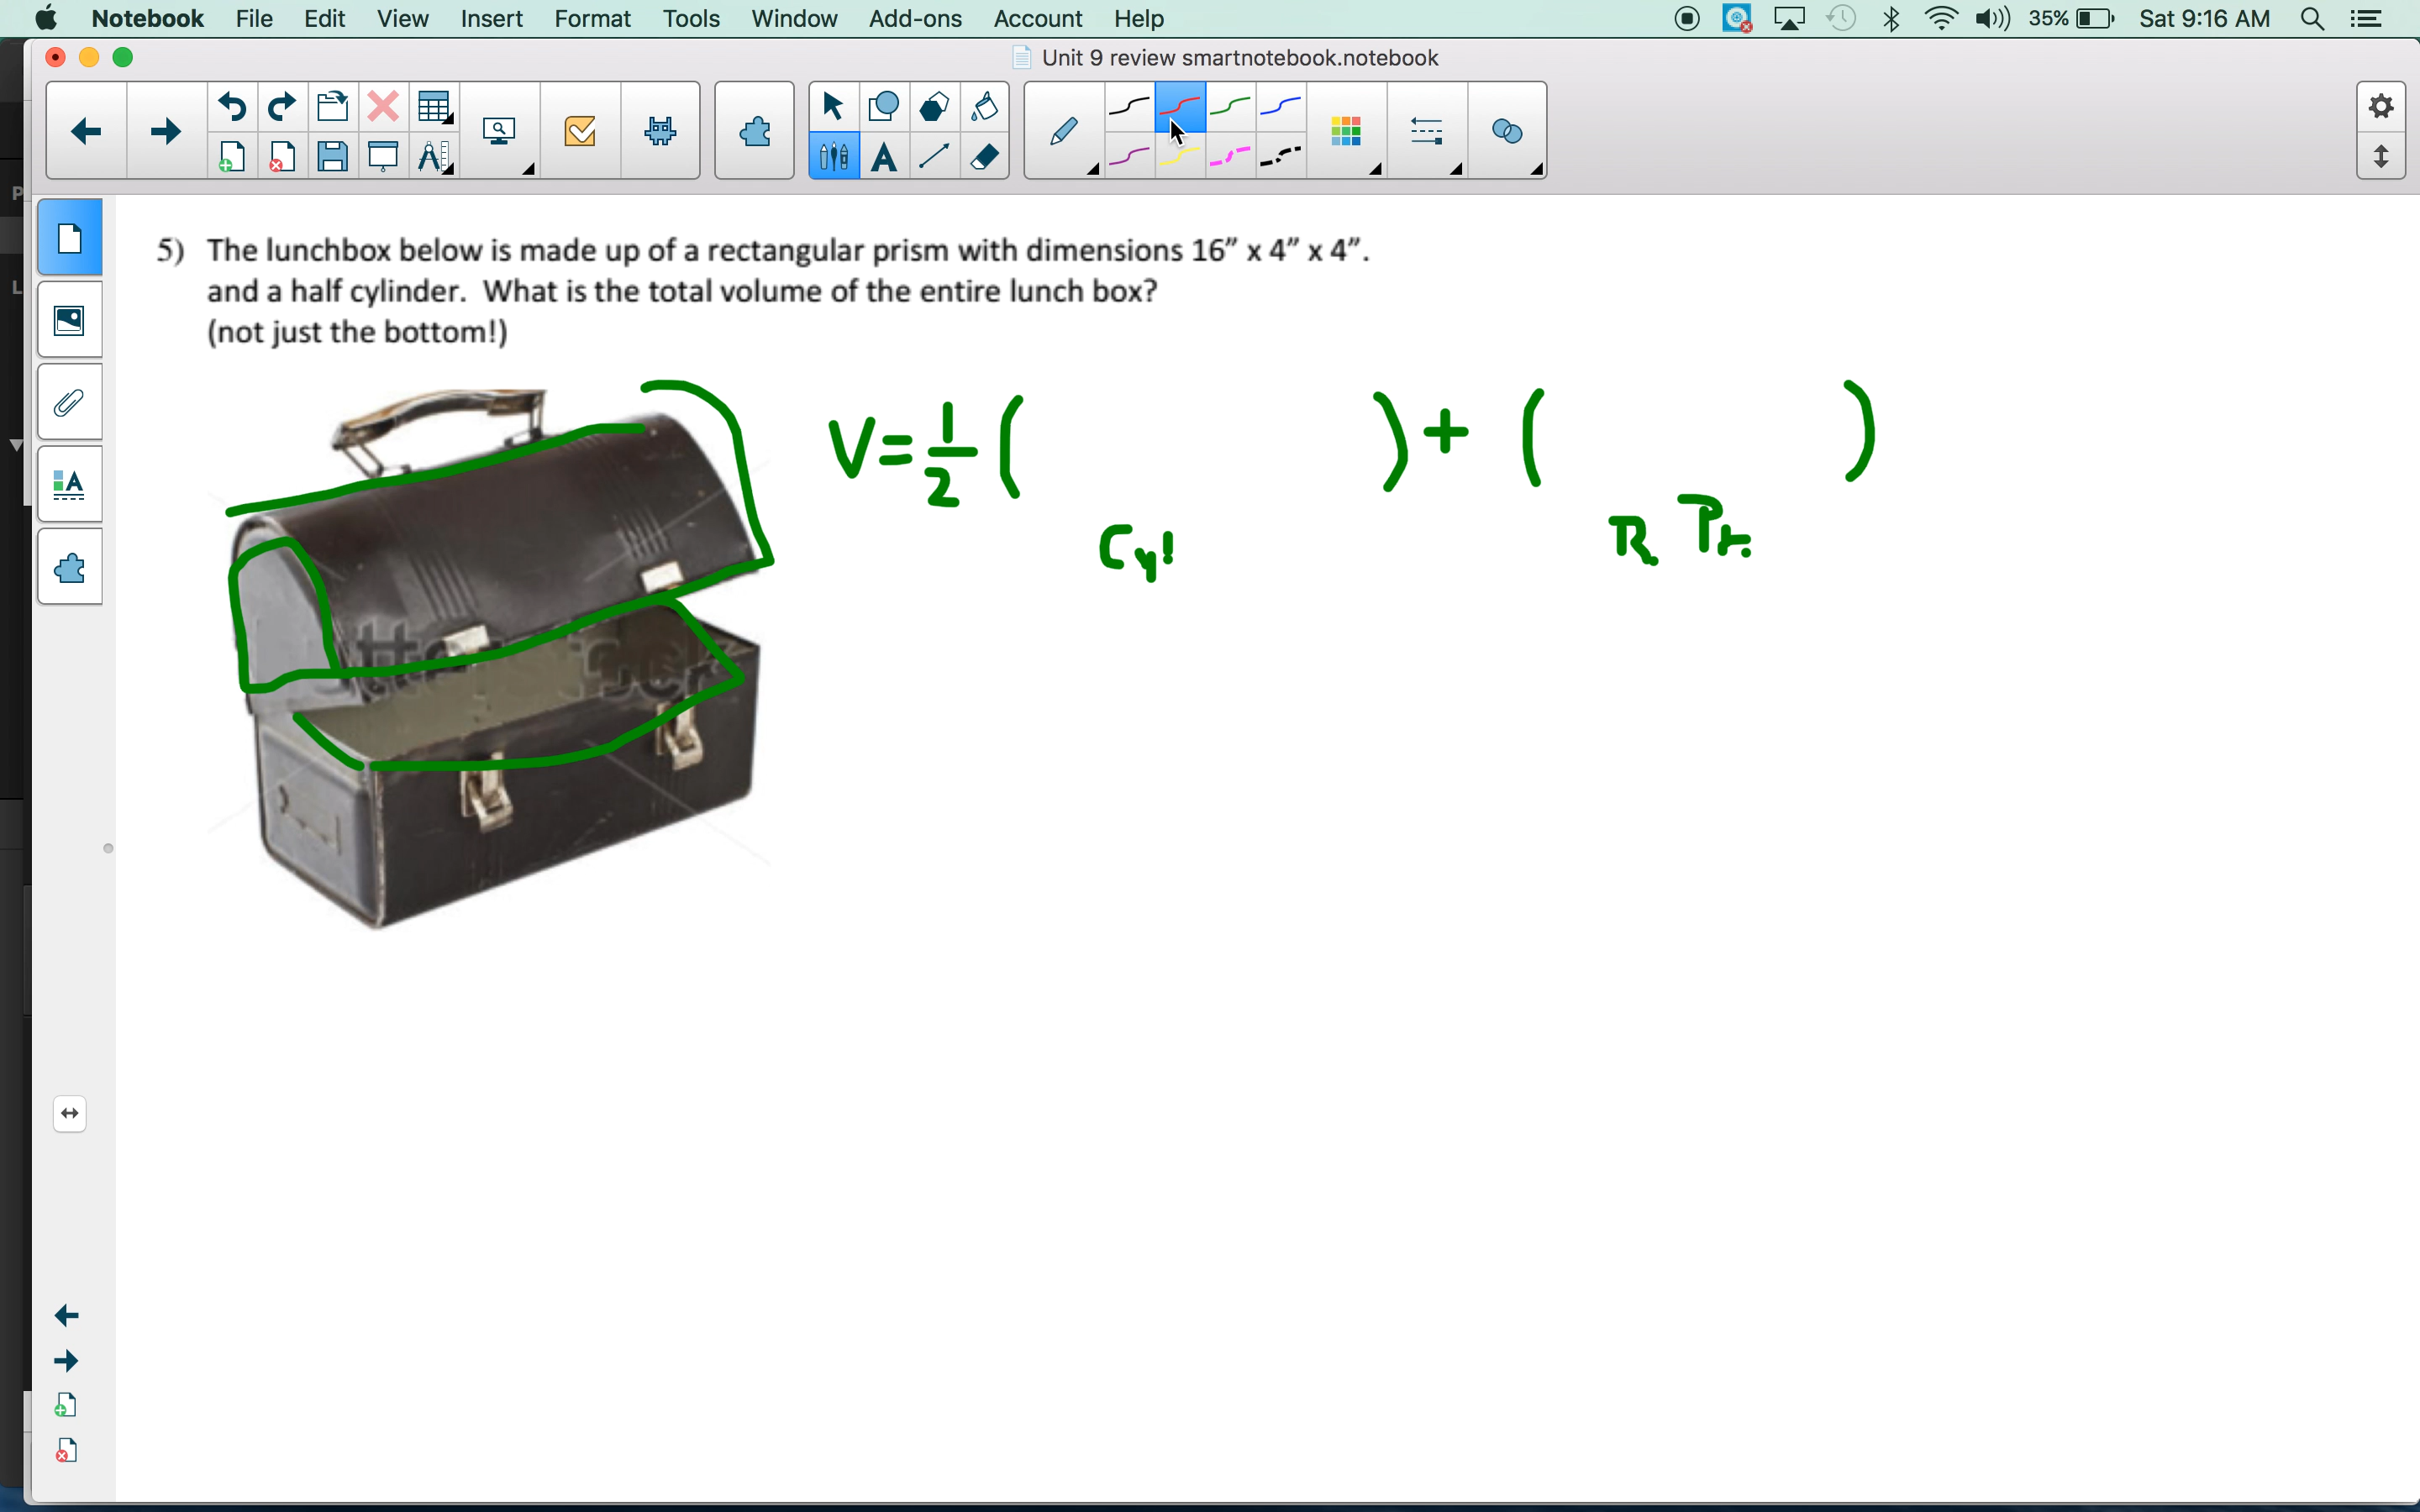 Notebook File Edit View Insert Format Tools Window Add-ons Account Help 35% Sat 9:16 AM
Unit 9 review smartnotebook.notebook
P
L
A
A
5) The lunchbox below is made up of a rectangular prism with dimensions 16” x 4” x 4”.
and a half cylinder. What is the total volume of the entire lunch box?
(not just the bottom!)
V = 1/2 ( ) + ( )
Cyl R. Pr.